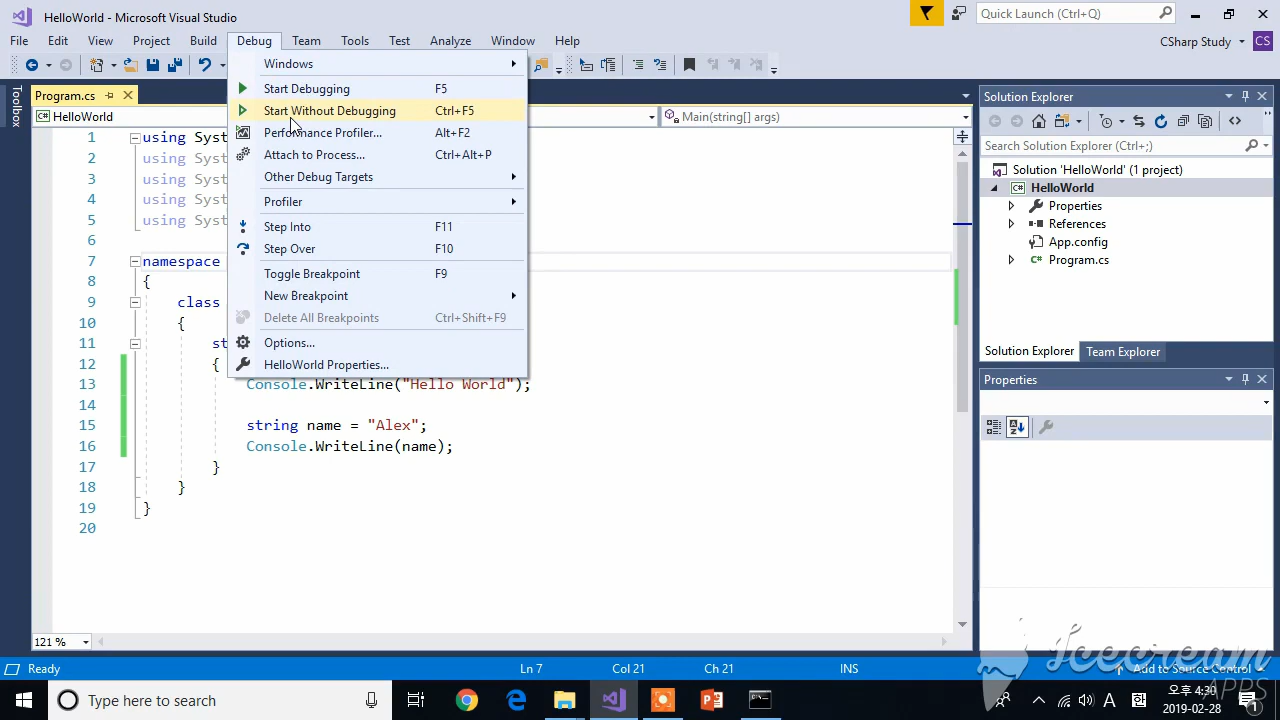 HelloWorld - Microsoft Visual Studio
Quick Launch (Ctrl+Q)
File Edit View Project Build Debug Team Tools Test Analyze Window Help
CSharp Study CS
Toolbox
Program.cs
HelloWorld
Main(string[] args)
Windows
Start Debugging F5
Start Without Debugging Ctrl+F5
Performance Profiler... Alt+F2
Attach to Process... Ctrl+Alt+P
Other Debug Targets
Profiler
Step Into F11
Step Over F10
Toggle Breakpoint F9
New Breakpoint
Delete All Breakpoints Ctrl+Shift+F9
Options...
HelloWorld Properties...
1 using Sys
2 using Sys
3 using Sys
4 using Sys
5 using Sys
6
7 namespace
8 {
9 class
10 {
11 st
12 {
13 Console.WriteLine("Hello World");
14
15 string name = "Alex";
16 Console.WriteLine(name);
17 }
18 }
19 }
20
121 %
Solution Explorer
Search Solution Explorer (Ctrl+;)
Solution 'HelloWorld' (1 project)
C# HelloWorld
Properties
References
App.config
C# Program.cs
Solution Explorer Team Explorer
Properties
Ready Ln 7 Col 21 Ch 21 INS Add to Source Control
Icecream
APPS
Type here to search
A
오후 4:30
2019-02-28
1